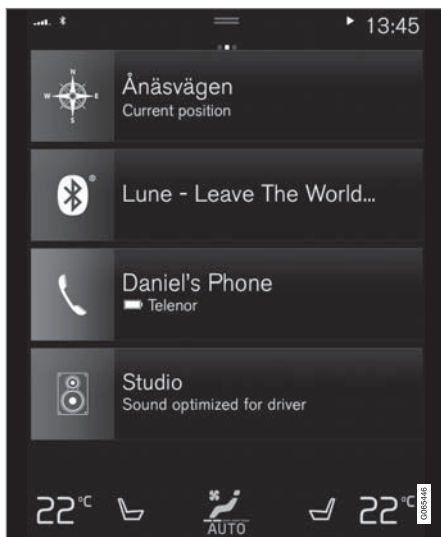 13:45
N
W E
S
Ånäsvägen
Current position
®
Lune - Leave The World...
Daniel's Phone
Telenor
Studio
Sound optimized for driver
22°C
AUTO
22°C
G065446